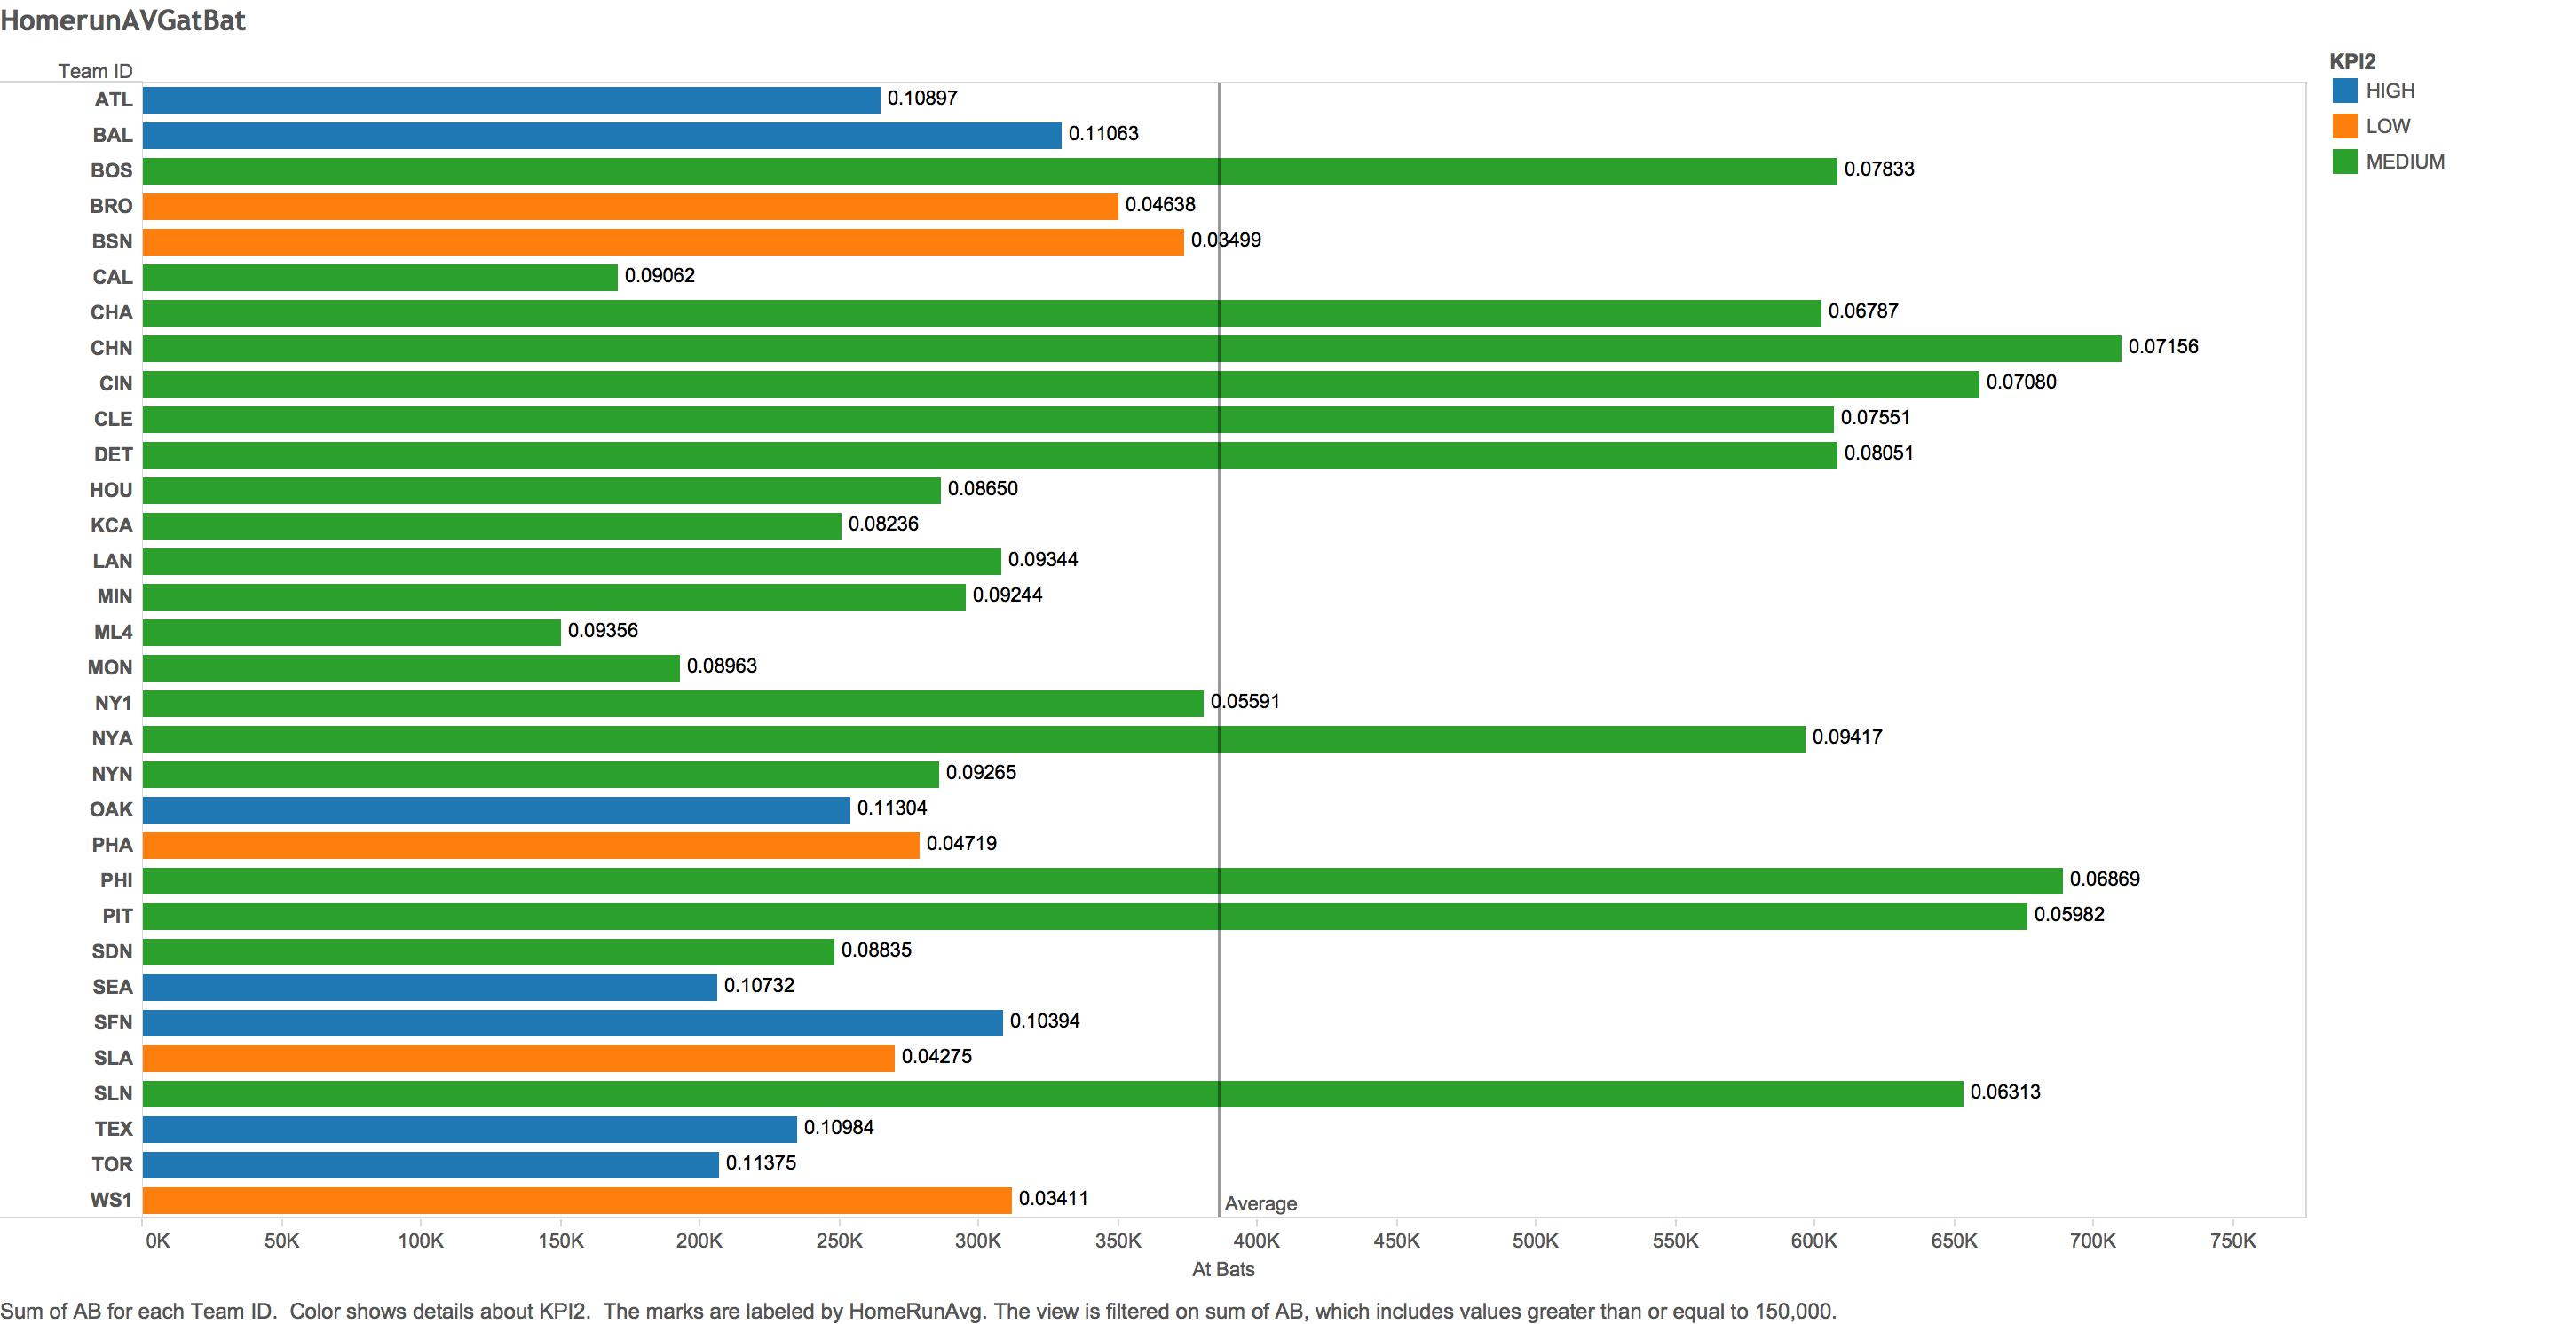 HomerunAVGatBat
KPI2
HIGH
LOW
MEDIUM
Team ID
ATL 0.10897
BAL 0.11063
BOS 0.07833
BRO 0.04638
BSN 0.03499
CAL 0.09062
CHA 0.06787
CHN 0.07156
CIN 0.07080
CLE 0.07551
DET 0.08051
HOU 0.08650
KCA 0.08236
LAN 0.09344
MIN 0.09244
ML4 0.09356
MON 0.08963
NY1 0.05591
NYA 0.09417
NYN 0.09265
OAK 0.11304
PHA 0.04719
PHI 0.06869
PIT 0.05982
SDN 0.08835
SEA 0.10732
SFN 0.10394
SLA 0.04275
SLN 0.06313
TEX 0.10984
TOR 0.11375
WS1 0.03411
Average
0K 50K 100K 150K 200K 250K 300K 350K 400K 450K 500K 550K 600K 650K 700K 750K
At Bats
Sum of AB for each Team ID.  Color shows details about KPI2.  The marks are labeled by HomeRunAvg. The view is filtered on sum of AB, which includes values greater than or equal to 150,000.